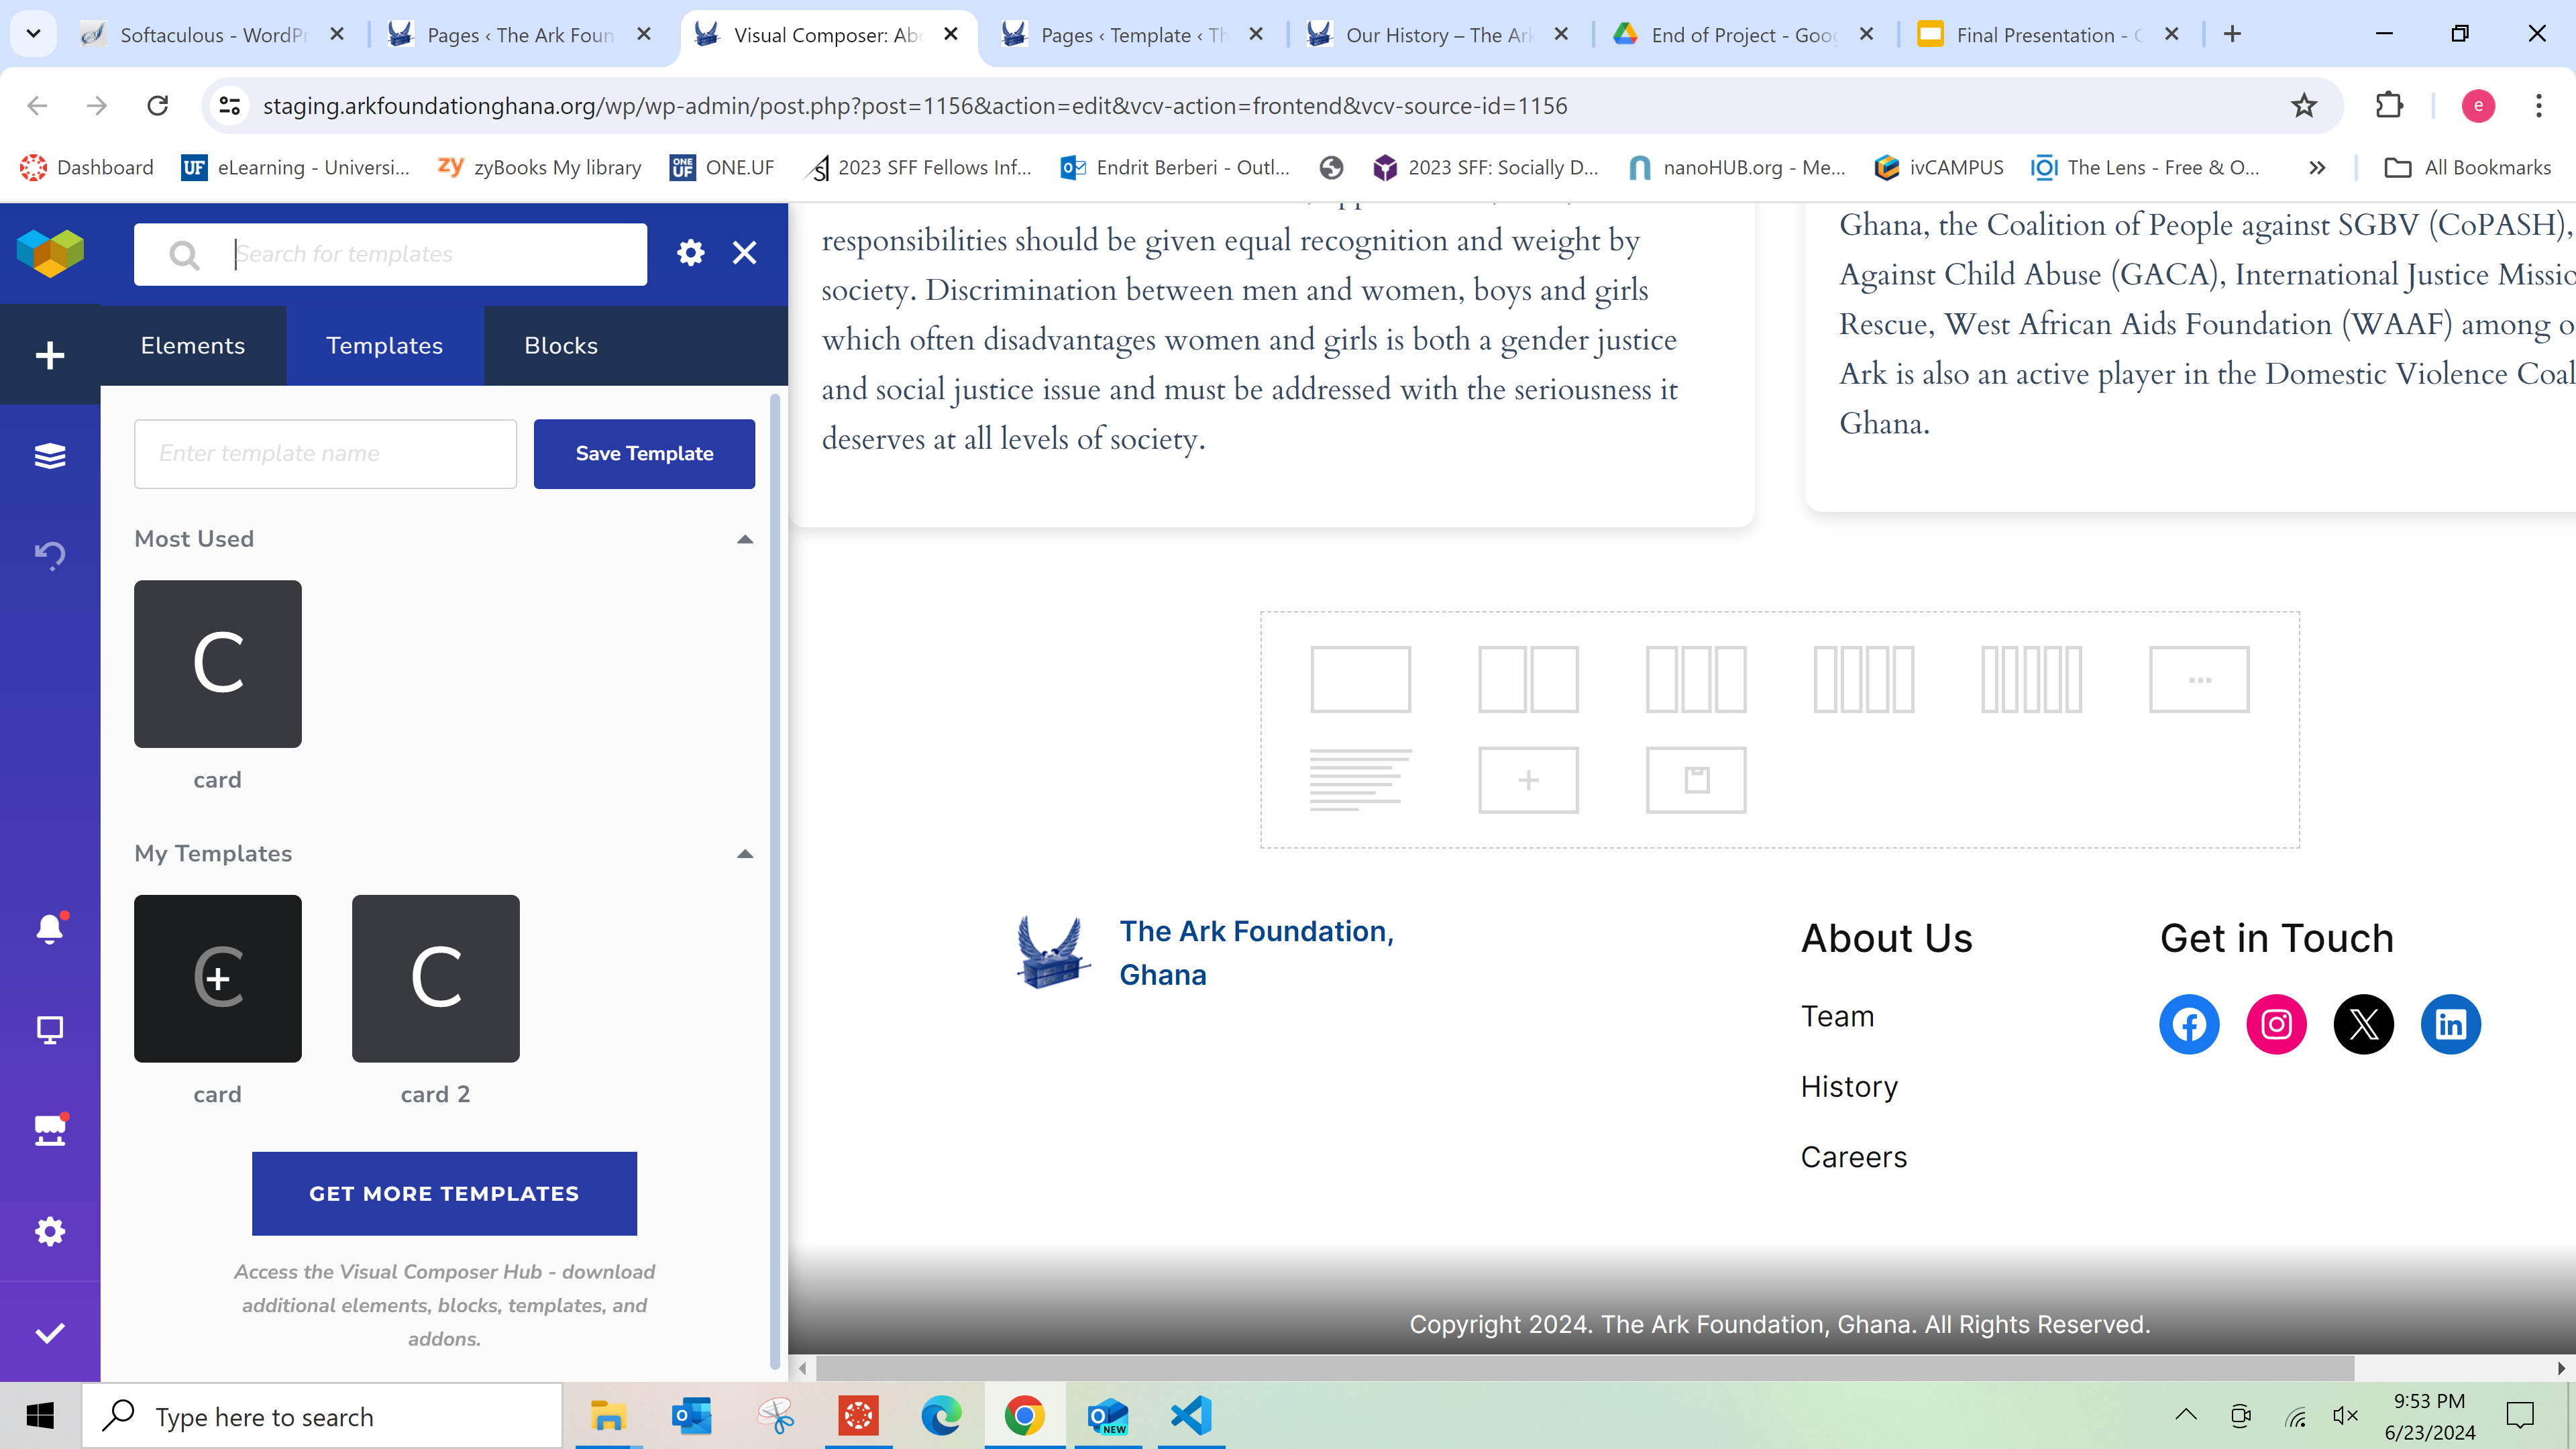 Softaculous - WordPr
Pages ‹ The Ark Foun
Visual Composer: Abo
Pages ‹ Template ‹ Th
Our History – The Ark
End of Project - Goog
Final Presentation - G
staging.arkfoundationghana.org/wp/wp-admin/post.php?post=1156&action=edit&vcv-action=frontend&vcv-source-id=1156
e
Dashboard
UF
eLearning - Universi...
zy
zyBooks My library
ONE UF
ONE.UF
2023 SFF Fellows Inf...
Endrit Berberi - Outl...
2023 SFF: Socially D...
nanoHUB.org - Me...
ivCAMPUS
The Lens - Free & O...
All Bookmarks
Search for templates
Elements
Templates
Blocks
Enter template name
Save Template
Most Used
C
card
My Templates
C
C
card
card 2
GET MORE TEMPLATES
Access the Visual Composer Hub - download
additional elements, blocks, templates, and
addons.
responsibilities should be given equal recognition and weight by
society. Discrimination between men and women, boys and girls
which often disadvantages women and girls is both a gender justice
and social justice issue and must be addressed with the seriousness it
deserves at all levels of society.
Ghana, the Coalition of People against SGBV (CoPASH),
Against Child Abuse (GACA), International Justice Missio
Rescue, West African Aids Foundation (WAAF) among o
Ark is also an active player in the Domestic Violence Coal
Ghana.
The Ark Foundation,
Ghana
About Us
Team
History
Careers
Get in Touch
Copyright 2024. The Ark Foundation, Ghana. All Rights Reserved.
Type here to search
NEW
9:53 PM
6/23/2024